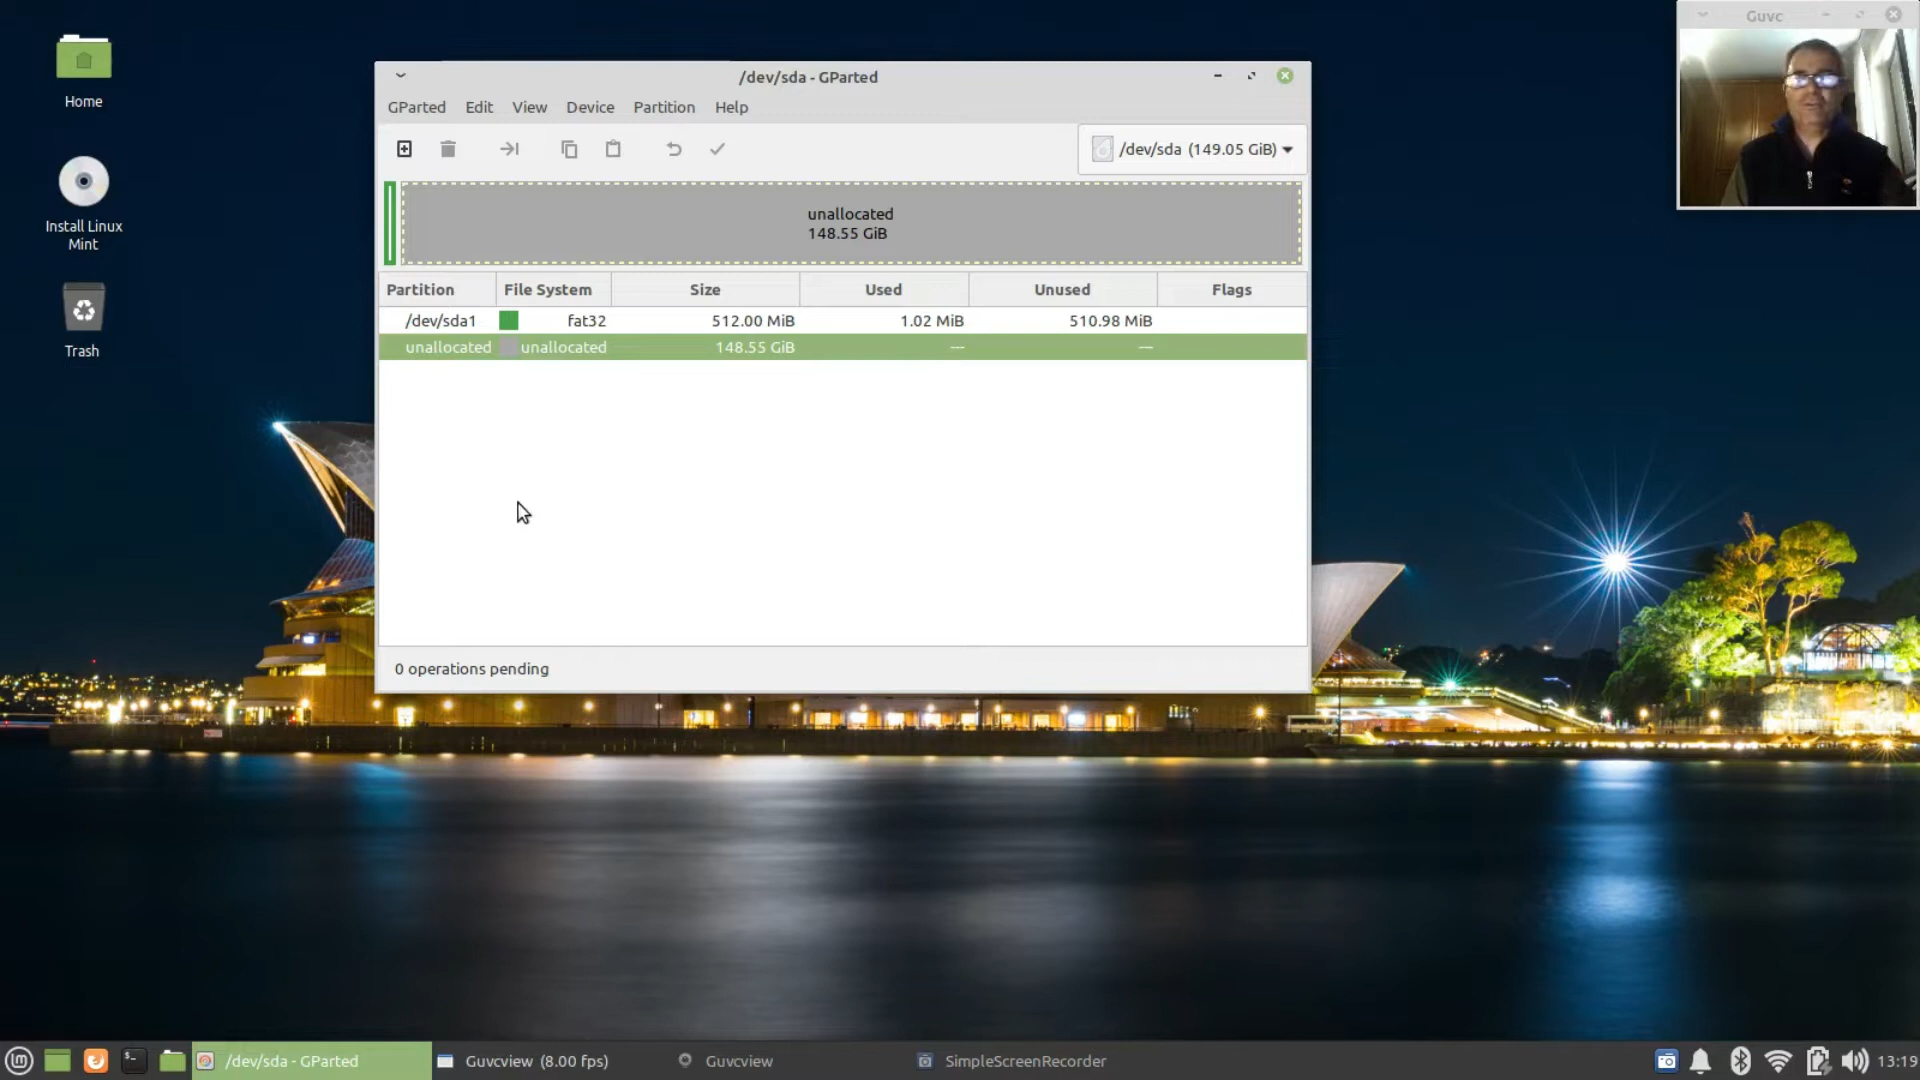 Home
Install Linux
Mint
Trash
/dev/sda - GParted
GParted Edit View Device Partition Help
/dev/sda (149.05 GiB)
unallocated
148.55 GiB
Partition File System Size Used Unused Flags
/dev/sda1 fat32 512.00 MiB 1.02 MiB 510.98 MiB
unallocated unallocated 148.55 GiB --- ---
0 operations pending
Guvc
/dev/sda - GParted
Guvcview (8.00 fps)
Guvcview
SimpleScreenRecorder
13:19